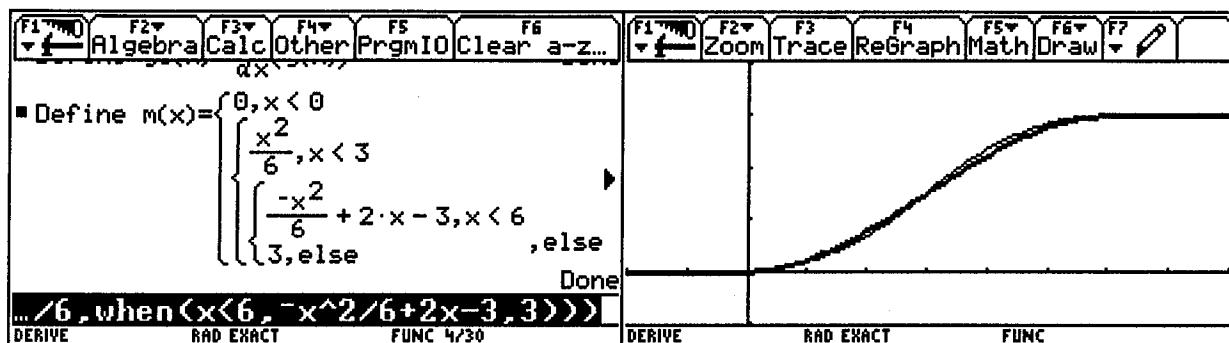 F1 F2 F3 F4 F5 F6
Algebra Calc Other PrgmIO Clear a-z…
■ Define m(x)={0,x < 0
x²/6,x < 3
-x²/6 + 2·x - 3,x < 6
3,else ,else
Done
…/6,when(x<6,-x^2/6+2x-3,3)))
DERIVE RAD EXACT FUNC 4/30
F1 F2 F3 F4 F5 F6 F7
Zoom Trace ReGraph Math Draw
DERIVE RAD EXACT FUNC